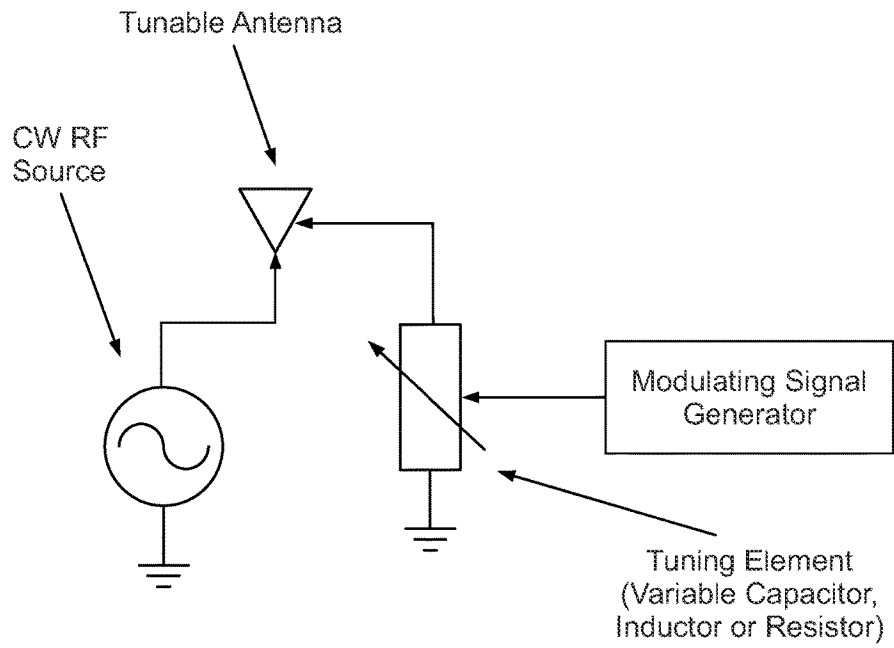 Tunable Antenna
CW RF
Source
Modulating Signal
Generator
Tuning Element
(Variable Capacitor,
Inductor or Resistor)